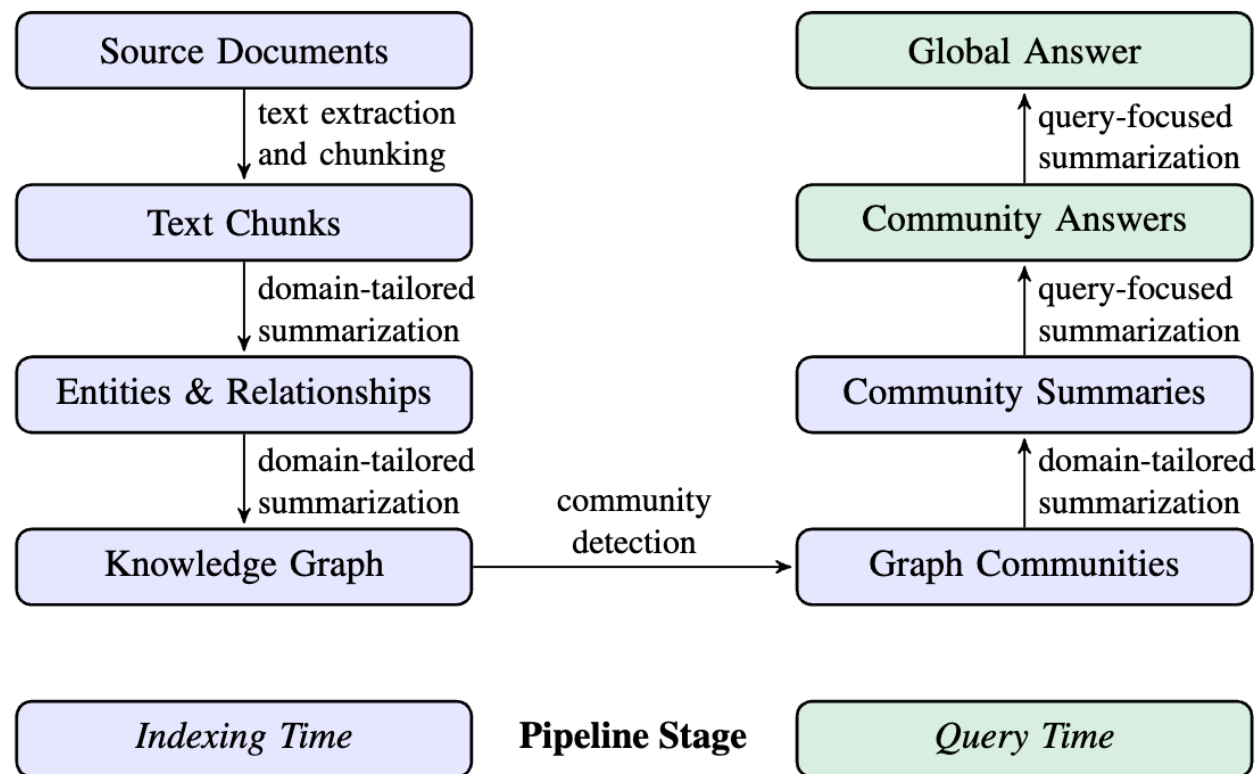 Source Documents
text extraction
and chunking
Text Chunks
domain-tailored
summarization
Entities & Relationships
domain-tailored
summarization
Knowledge Graph
community
detection
Global Answer
query-focused
summarization
Community Answers
query-focused
summarization
Community Summaries
domain-tailored
summarization
Graph Communities
Indexing Time
Pipeline Stage
Query Time